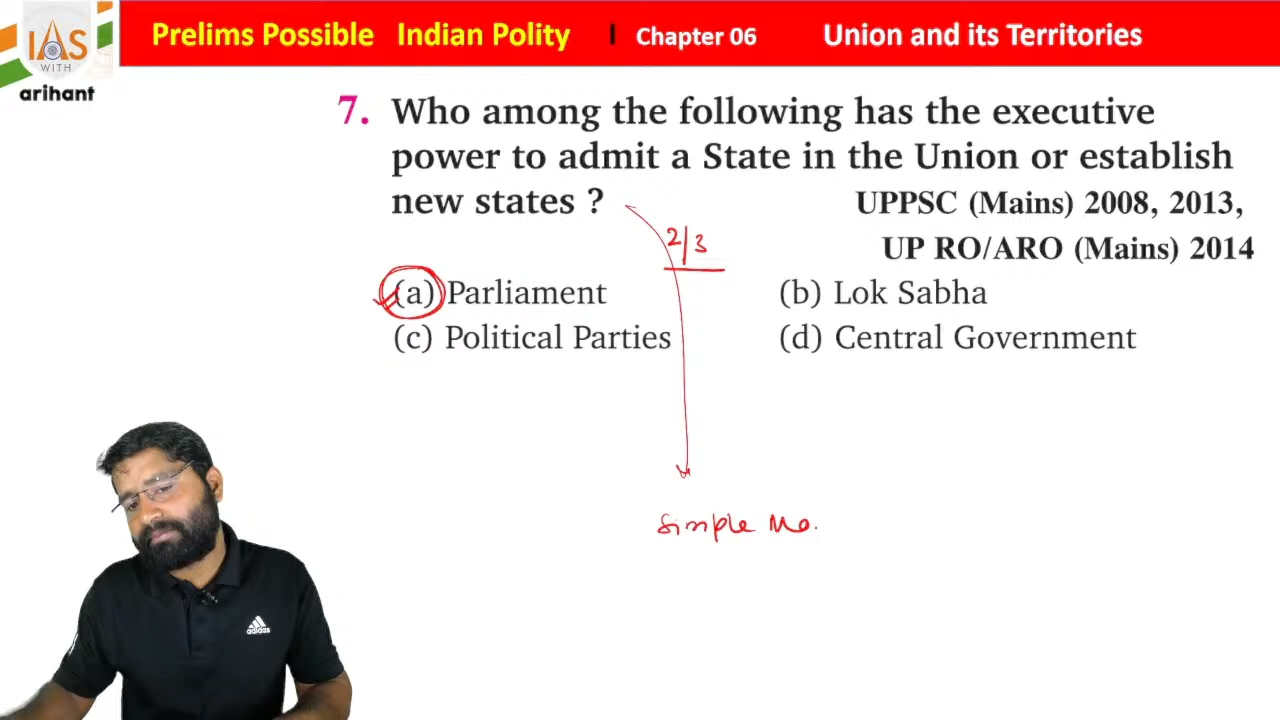 IAS
WITH
arihant
Prelims Possible Indian Polity | Chapter 06 Union and its Territories
7. Who among the following has the executive
power to admit a State in the Union or establish
new states ?
UPPSC (Mains) 2008, 2013,
UP RO/ARO (Mains) 2014
2/3
(a) Parliament
(b) Lok Sabha
(c) Political Parties
(d) Central Government
Simple Mo.
adidas